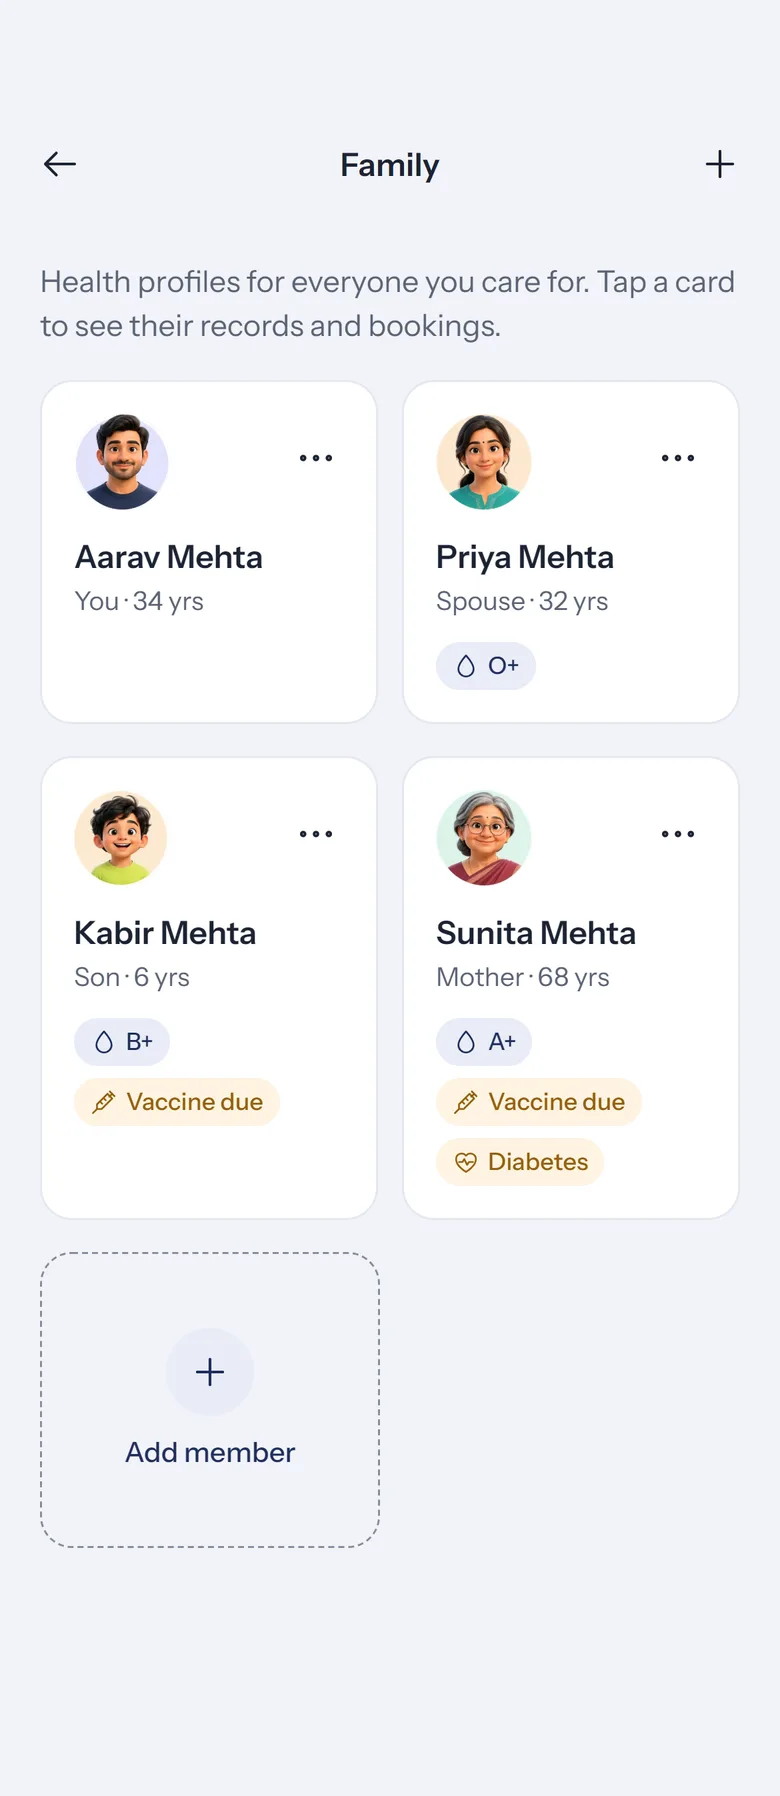 Family
Health profiles for everyone you care for. Tap a card
to see their records and bookings.
Aarav Mehta
You · 34 yrs
Priya Mehta
Spouse · 32 yrs
O+
Kabir Mehta
Son · 6 yrs
B+
Vaccine due
Sunita Mehta
Mother · 68 yrs
A+
Vaccine due
Diabetes
Add member